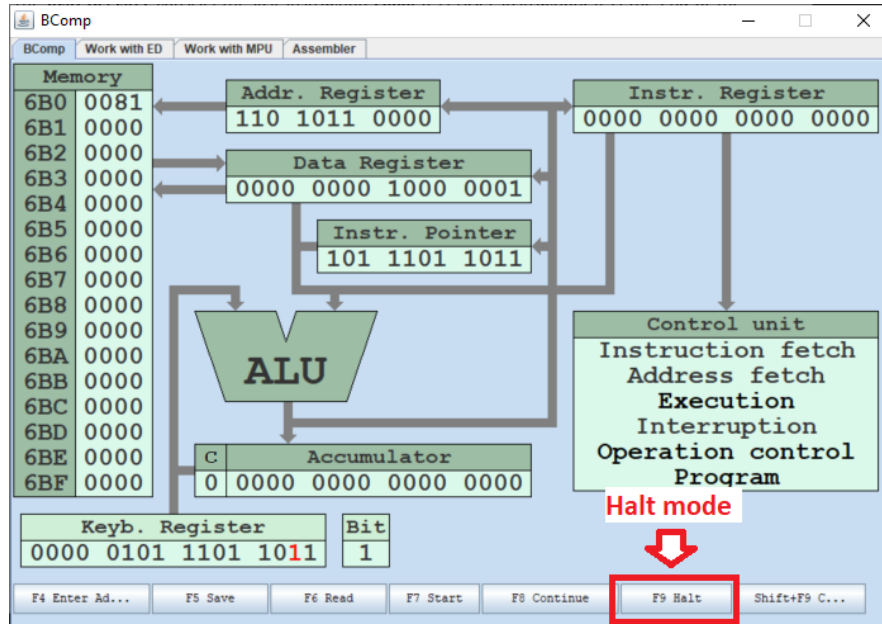 BComp
BComp Work with ED Work with MPU Assembler
Memory
6B0 0081
6B1 0000
6B2 0000
6B3 0000
6B4 0000
6B5 0000
6B6 0000
6B7 0000
6B8 0000
6B9 0000
6BA 0000
6BB 0000
6BC 0000
6BD 0000
6BE 0000
6BF 0000
Addr. Register
110 1011 0000
Instr. Register
0000 0000 0000 0000
Data Register
0000 0000 1000 0001
Instr. Pointer
101 1101 1011
ALU
Control unit
Instruction fetch
Address fetch
Execution
Interruption
Operation control
Program
C Accumulator
0 0000 0000 0000 0000
Halt mode
Keyb. Register
0000 0101 1101 1011
Bit
1
F4 Enter Ad... F5 Save F6 Read F7 Start F8 Continue F9 Halt Shift+F9 C...